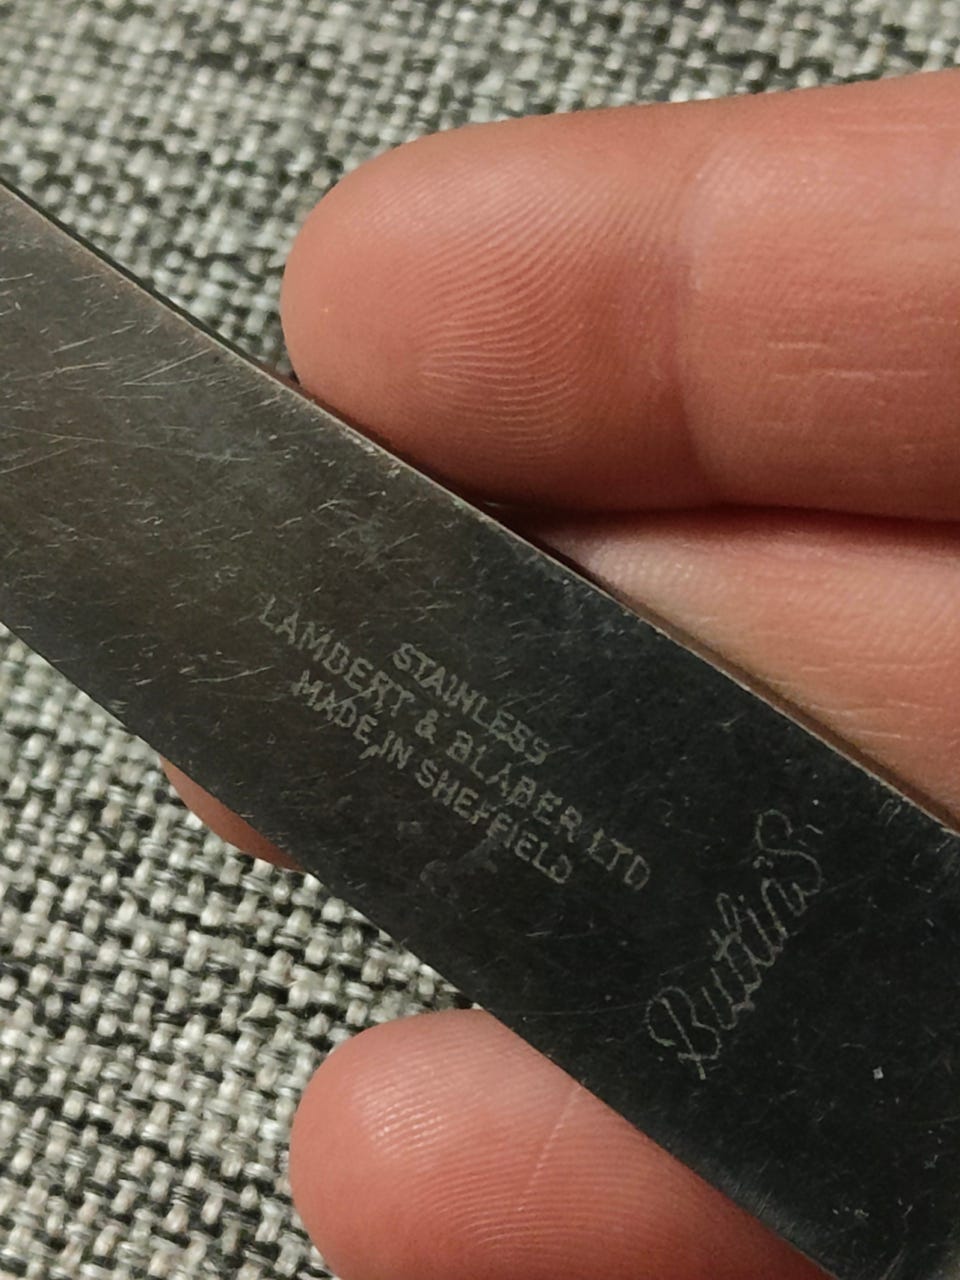 STAINLESS
LAMBERT & BLABER LTD
MADE IN SHEFFIELD
Butlin's